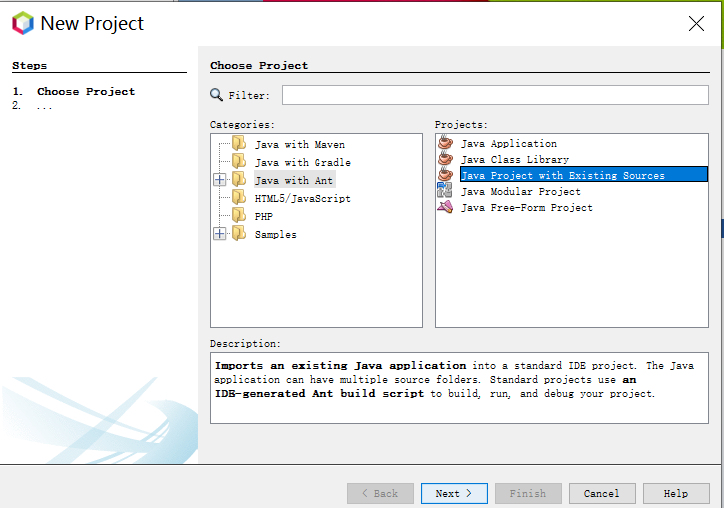 New Project
Steps
1. Choose Project
2. ...
Choose Project
Filter:
Categories:
Java with Maven
Java with Gradle
Java with Ant
HTML5/JavaScript
PHP
Samples
Projects:
Java Application
Java Class Library
Java Project with Existing Sources
Java Modular Project
Java Free-Form Project
Description:
Imports an existing Java application into a standard IDE project. The Java
application can have multiple source folders. Standard projects use an
IDE-generated Ant build script to build, run, and debug your project.
< Back
Next >
Finish
Cancel
Help